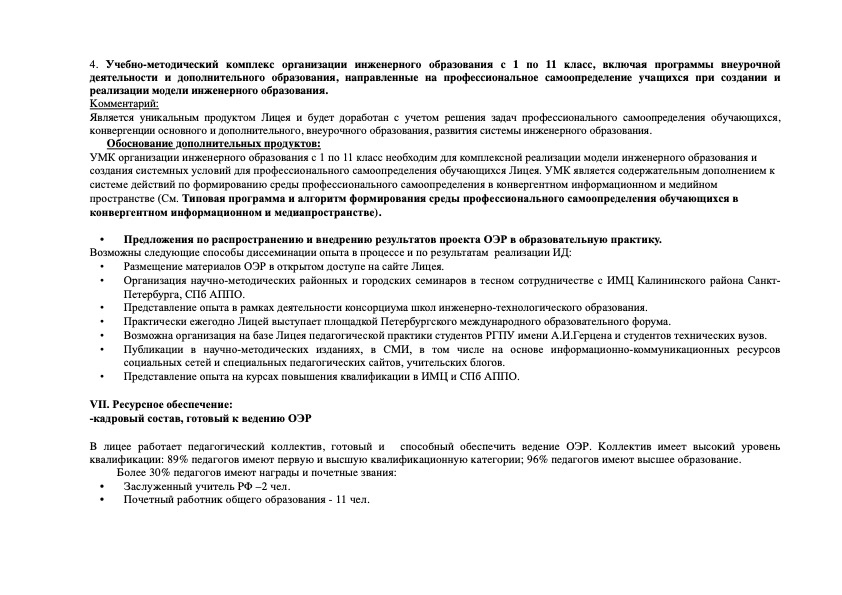 4. Учебно-методический комплекс организации инженерного образования с 1 по 11 класс, включая программы внеурочной
деятельности и дополнительного образования, направленные на профессиональное самоопределение учащихся при создании и
реализации модели инженерного образования.
Комментарий:
Является уникальным продуктом Лицея и будет доработан с учетом решения задач профессионального самоопределения обучающихся,
конвергенции основного и дополнительного, внеурочного образования, развития системы инженерного образования.
Обоснование дополнительных продуктов:
УМК организации инженерного образования с 1 по 11 класс необходим для комплексной реализации модели инженерного образования и
создания системных условий для профессионального самоопределения обучающихся Лицея. УМК является содержательным дополнением к
системе действий по формированию среды профессионального самоопределения в конвергентном информационном и медийном
пространстве (См. Типовая программа и алгоритм формирования среды профессионального самоопределения обучающихся в
конвергентном информационном и медиапространстве).
• Предложения по распространению и внедрению результатов проекта ОЭР в образовательную практику.
Возможны следующие способы диссеминации опыта в процессе и по результатам реализации ИД:
• Размещение материалов ОЭР в открытом доступе на сайте Лицея.
• Организация научно-методических районных и городских семинаров в тесном сотрудничестве с ИМЦ Калининского района Санкт-
Петербурга, СПб АППО.
• Представление опыта в рамках деятельности консорциума школ инженерно-технологического образования.
• Практически ежегодно Лицей выступает площадкой Петербургского международного образовательного форума.
• Возможна организация на базе Лицея педагогической практики студентов РГПУ имени А.И.Герцена и студентов технических вузов.
• Публикации в научно-методических изданиях, в СМИ, в том числе на основе информационно-коммуникационных ресурсов
социальных сетей и специальных педагогических сайтов, учительских блогов.
• Представление опыта на курсах повышения квалификации в ИМЦ и СПб АППО.
VII. Ресурсное обеспечение:
-кадровый состав, готовый к ведению ОЭР
В лицее работает педагогический коллектив, готовый и способный обеспечить ведение ОЭР. Коллектив имеет высокий уровень
квалификации: 89% педагогов имеют первую и высшую квалификационную категории; 96% педагогов имеют высшее образование.
Более 30% педагогов имеют награды и почетные звания:
• Заслуженный учитель РФ –2 чел.
• Почетный работник общего образования - 11 чел.